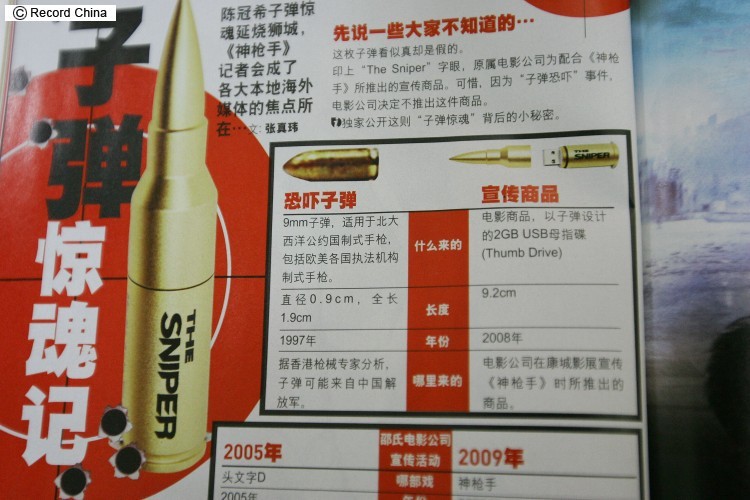 © Record China
子弹
惊魂记
THE
SNIPER
陈冠希子弹惊
魂延烧狮城，
《神枪手》
记者会成了
各大本地海外
媒体的焦点所
在…文: 张真玮
先说一些大家不知道的…
这枚子弹看似真却是假的。
印上“The Sniper”字眼，原属电影公司为配合《神枪
手》所推出的宣传商品。可惜，因为“子弹恐吓”事件，
电影公司决定不推出这件商品。
独家公开这则“子弹惊魂”背后的小秘密。
THE
SNIPER
恐吓子弹
宣传商品
9mm子弹，适用于北大
西洋公约国制式手枪，
包括欧美各国执法机构
制式手枪。
什么来的
电影商品，以子弹设计
的2GB USB拇指碟
(Thumb Drive)
直径0.9cm，全长
1.9cm
长度
9.2cm
1997年
年份
2008年
据香港枪械专家分析，
子弹可能来自中国解
放军。
哪里来的
电影公司在康城影展宣传
《神枪手》时所推出的
商品。
2005年
邵氏电影公司
宣传活动
2009年
头文字D
哪部戏
神枪手
2005年
年份